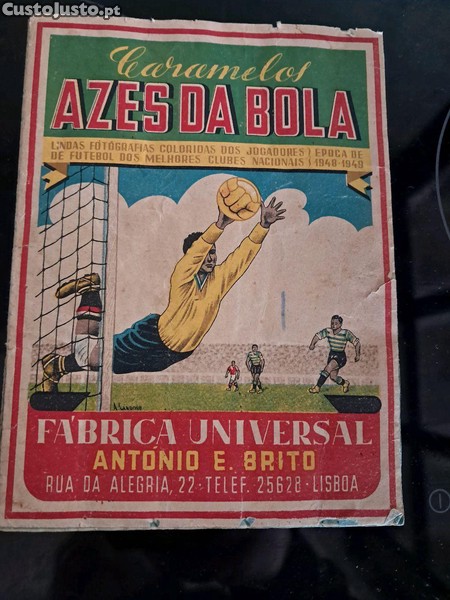 CustoJusto.pt
Caramelos
AZES DA BOLA
LINDAS FOTÓGRAFIAS COLORIDAS DOS JOGADORES | EPOCA DE
DE FUTEBOL DOS MELHORES CLUBES NACIONAIS | 1948-1949
FÁBRICA UNIVERSAL
ANTÓNIO E. BRITO
RUA DA ALEGRIA, 22 - TELEF. 25628 - LISBOA